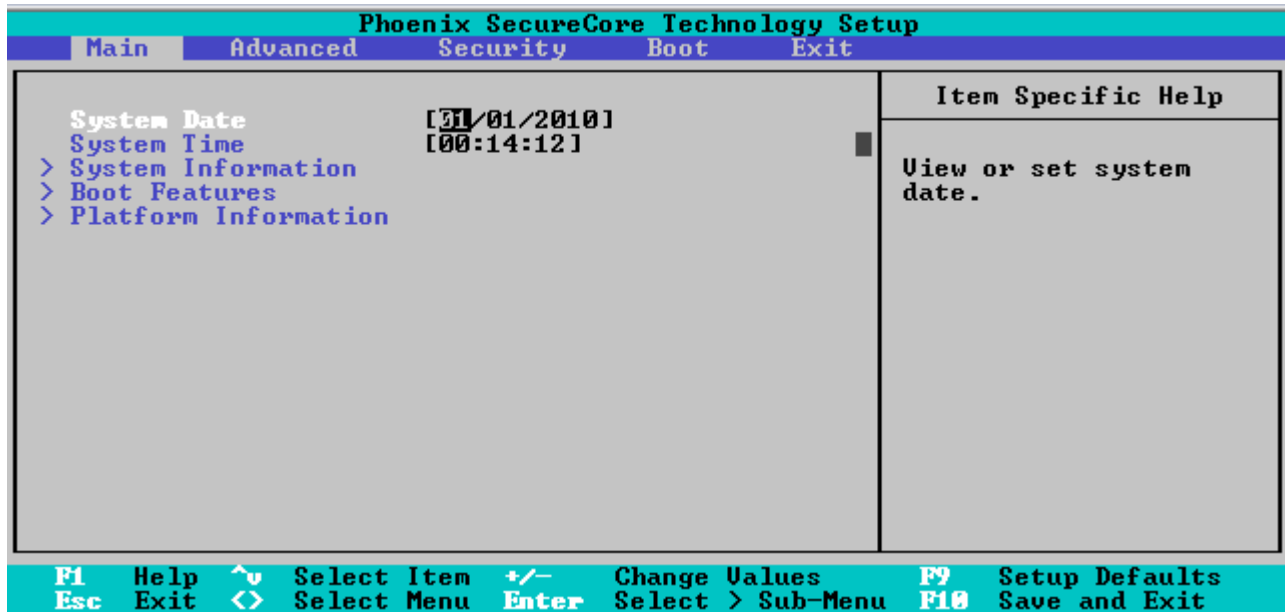 Phoenix SecureCore Technology Setup
Main Advanced Security Boot Exit
System Date [01/01/2010]
System Time [00:14:12]
> System Information
> Boot Features
> Platform Information
Item Specific Help
View or set system
date.
F1 Help ^v Select Item +/- Change Values F9 Setup Defaults
Esc Exit <> Select Menu Enter Select > Sub-Menu F10 Save and Exit